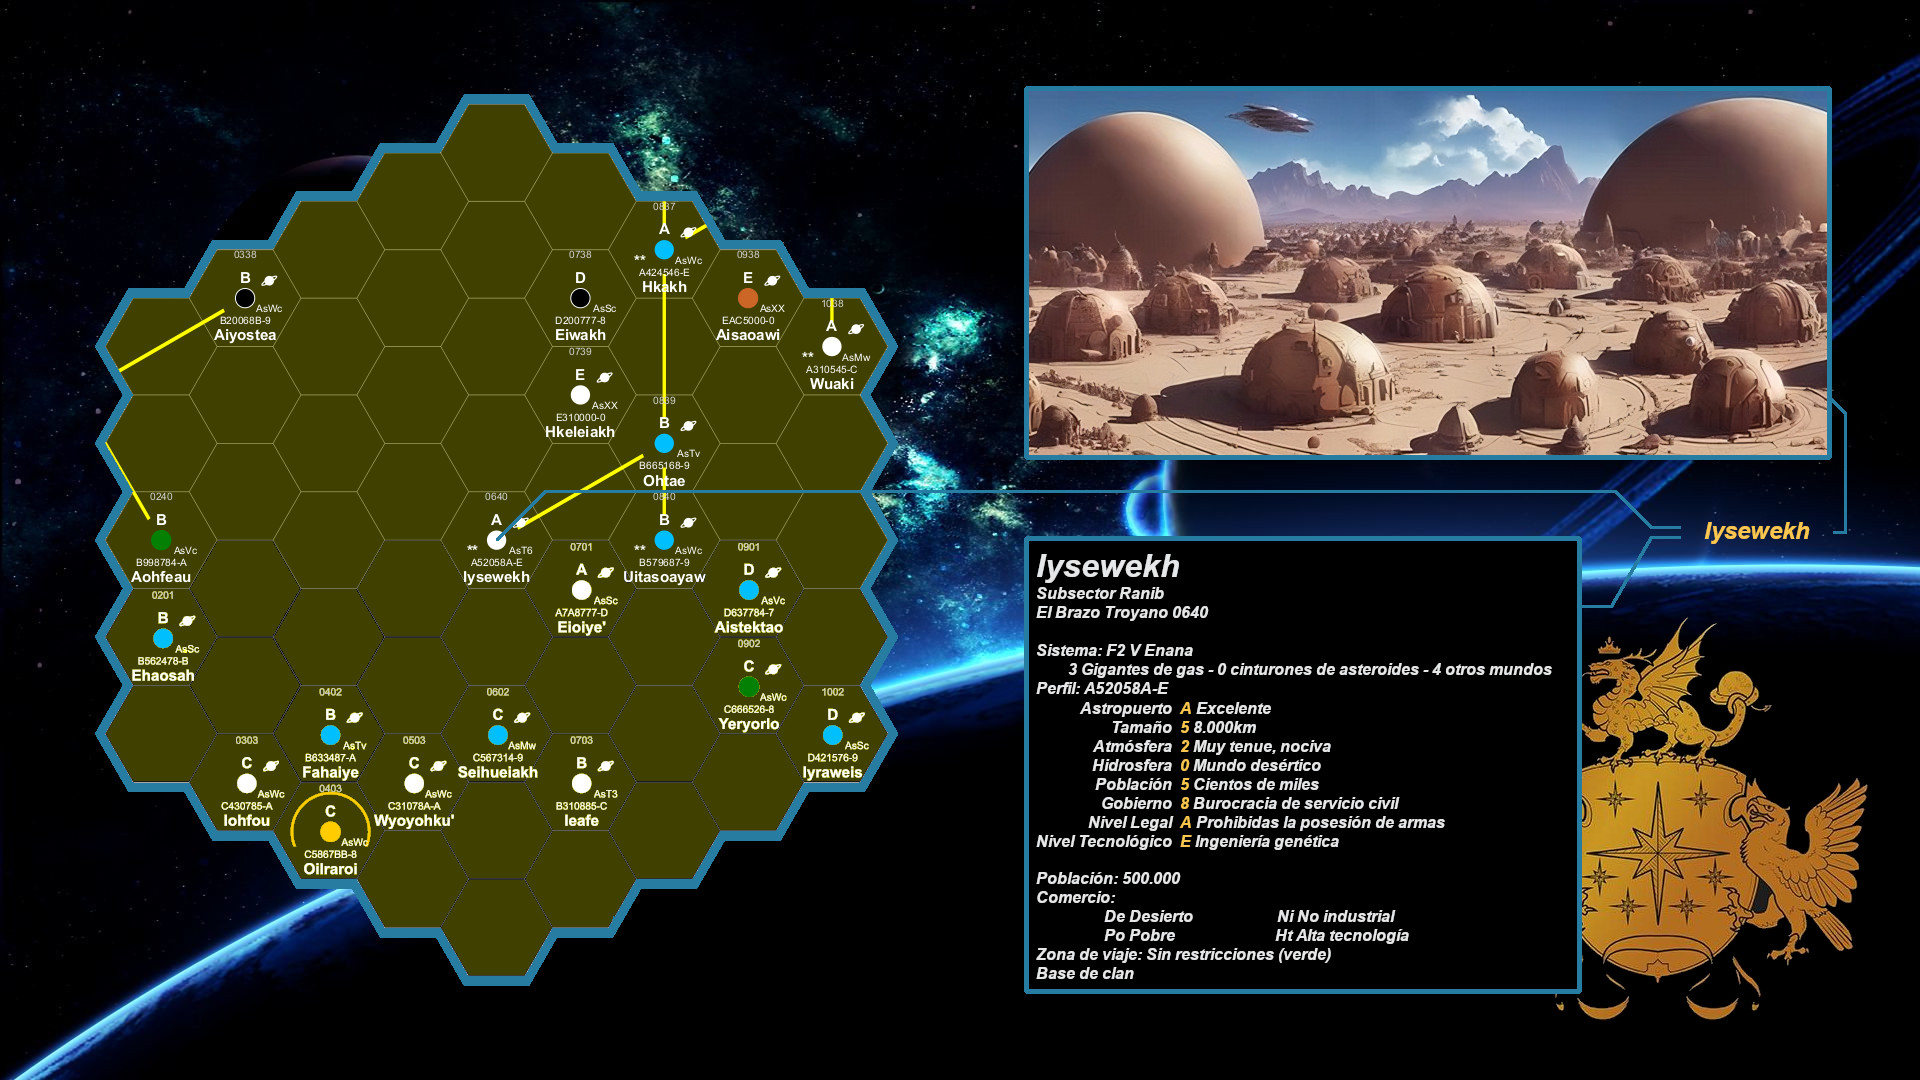 0837
A
AsWc
**
A424546-E
Hkakh
0338
B
AsWc
B20068B-9
Aiyostea
0738
D
AsSc
D200777-8
Eiwakh
0938
E
AsXX
EAC5000-0
Aisaoawi
1038
A
**
AsMw
A310545-C
Wuaki
0739
E
AsXX
E310000-0
Hkeleiakh
0839
B
AsTv
B665168-9
Ohtae
0240
B
AsVc
B998784-A
Aohfeau
0640
A
**
AsT6
A52058A-E
Iysewekh
0840
B
**
AsWc
B579687-9
Uitasoayaw
0701
A
AsSc
A7A8777-D
Eioiye'
0901
D
AsVc
D637784-7
Aistektao
0201
B
AsSc
B562478-B
Ehaosah
0902
C
AsWc
C666526-8
Yeryorlo
0402
B
AsTv
B633487-A
Fahaiye
0602
C
AsMw
C567314-9
Seihueiakh
1002
D
AsSc
D421576-9
Iyraweis
0303
C
AsWc
C430785-A
Iohfou
0503
C
AsWc
C31078A-A
Wyoyohku'
0703
B
AsT3
B310885-C
Ieafe
0403
C
AsWc
C5867BB-8
Oilraroi
Iysewekh
Iysewekh
Subsector Ranib
El Brazo Troyano 0640
Sistema: F2 V Enana
3 Gigantes de gas - 0 cinturones de asteroides - 4 otros mundos
Perfil: A52058A-E
Astropuerto A Excelente
Tamaño 5 8.000km
Atmósfera 2 Muy tenue, nociva
Hidrosfera 0 Mundo desértico
Población 5 Cientos de miles
Gobierno 8 Burocracia de servicio civil
Nivel Legal A Prohibidas la posesión de armas
Nivel Tecnológico E Ingeniería genética
Población: 500.000
Comercio:
De Desierto Ni No industrial
Po Pobre Ht Alta tecnología
Zona de viaje: Sin restricciones (verde)
Base de clan